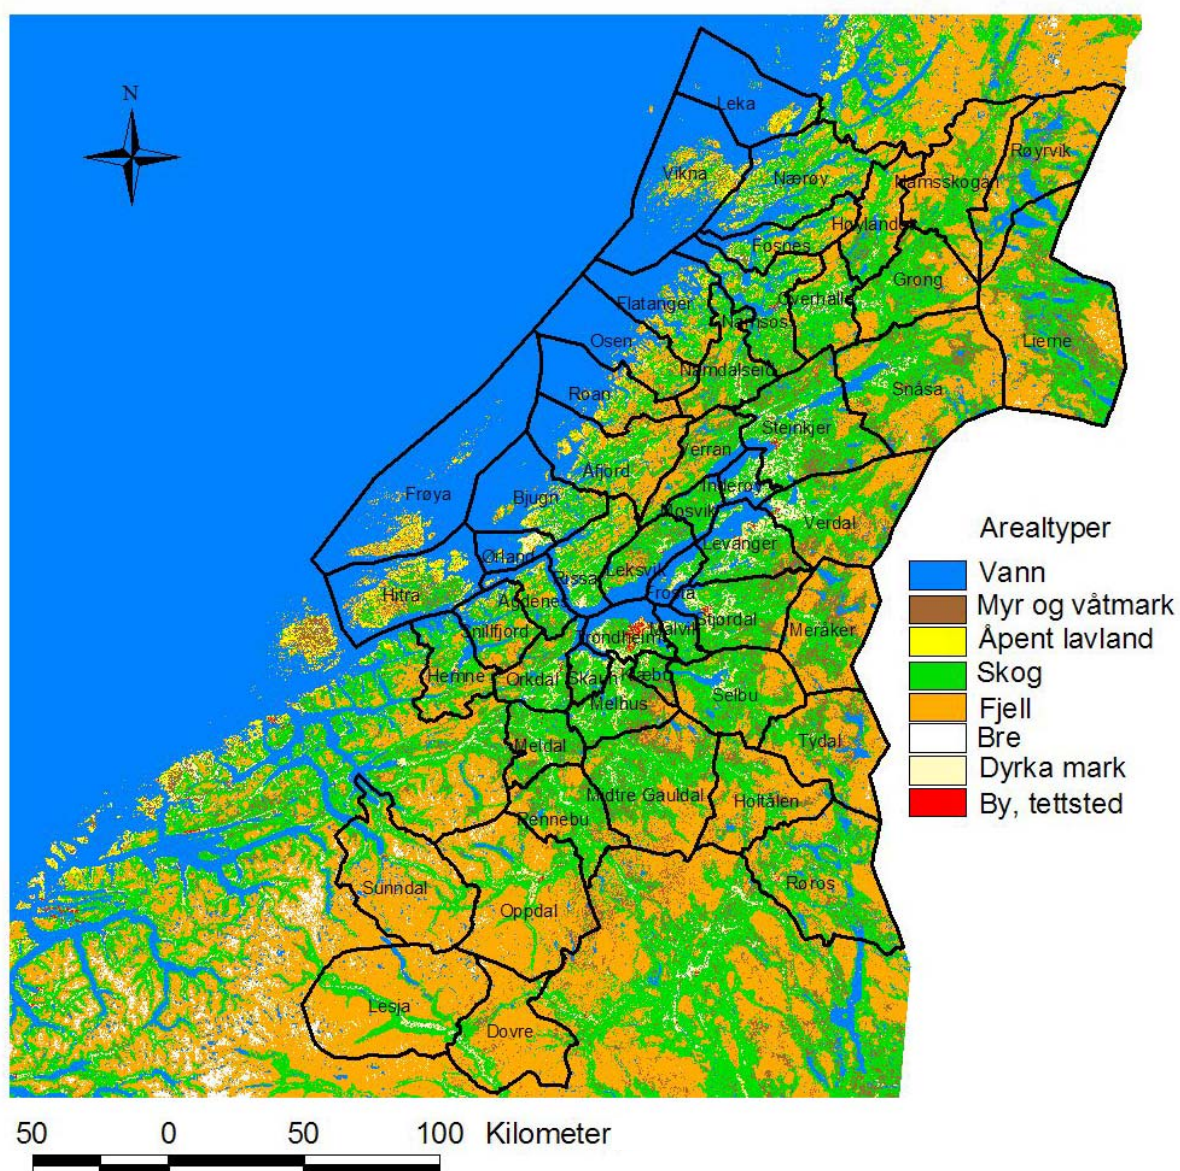 N
Leka
Røyrvik
Vikna
Nærøy
Namsskogan
Høylandet
Fosnes
Grong
Overhalla
Flatanger
Namsos
Osen
Lierne
Namdalseid
Snåsa
Roan
Steinkjer
Verran
Åfjord
Inderøy
Frøya
Bjugn
Mosvik
Verdal
Levanger
Ørland
Rissa
Leksvik
Hitra
Agdenes
Frosta
Stjørdal
Snillfjord
Trondheim
Malvik
Meråker
Hemne
Orkdal
Skaun
Klæbu
Selbu
Melhus
Meldal
Tydal
Midtre Gauldal
Holtålen
Rennebu
Sunndal
Røros
Oppdal
Lesja
Dovre
Arealtyper
Vann
Myr og våtmark
Åpent lavland
Skog
Fjell
Bre
Dyrka mark
By, tettsted
50 0 50 100 Kilometer